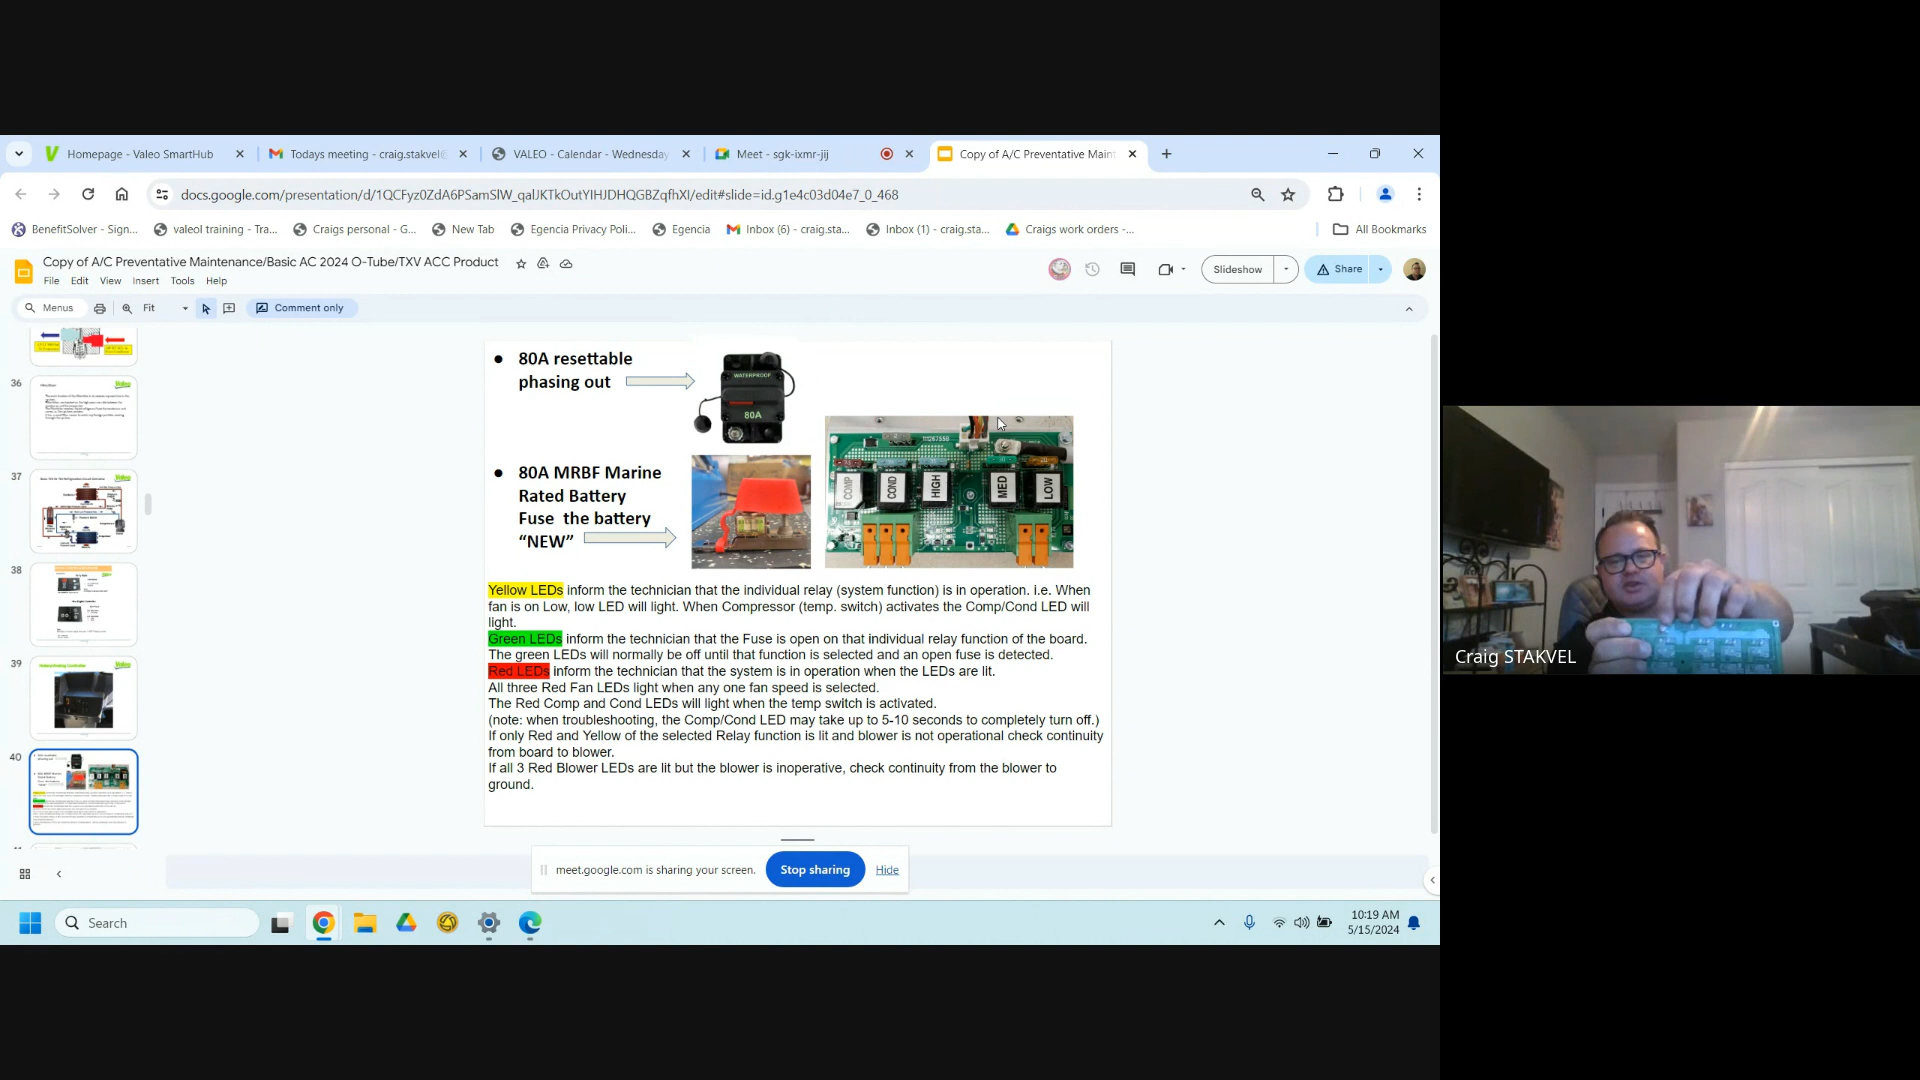 Homepage - Valeo SmartHub
Todays meeting - craig.stakvel
VALEO - Calendar - Wednesday
Meet - sgk-ixmr-jij
Copy of A/C Preventative Main
docs.google.com/presentation/d/1QCFyz0ZdA6PSamSlW_qalJKTkOutYIHJDHQGBZqfhXI/edit#slide=id.g1e4c03d04e7_0_468
BenefitSolver - Sign...
valeol training - Tra...
Craigs personal - G...
New Tab
Egencia Privacy Poli...
Egencia
Inbox (6) - craig.sta...
Inbox (1) - craig.sta...
Craigs work orders -...
All Bookmarks
Copy of A/C Preventative Maintenance/Basic AC 2024 O-Tube/TXV ACC Product
File Edit View Insert Tools Help
Slideshow
Share
Menus
Fit
Comment only
36
37
38
39
40
Valeo
● 80A resettable
phasing out
WATERPROOF
80A
● 80A MRBF Marine
Rated Battery
Fuse the battery
“NEW”
COMP
COND
HIGH
MED
LOW
Yellow LEDs inform the technician that the individual relay (system function) is in operation. i.e. When
fan is on Low, low LED will light. When Compressor (temp. switch) activates the Comp/Cond LED will
light.
Green LEDs inform the technician that the Fuse is open on that individual relay function of the board.
The green LEDs will normally be off until that function is selected and an open fuse is detected.
Red LEDs inform the technician that the system is in operation when the LEDs are lit.
All three Red Fan LEDs light when any one fan speed is selected.
The Red Comp and Cond LEDs will light when the temp switch is activated.
(note: when troubleshooting, the Comp/Cond LED may take up to 5-10 seconds to completely turn off.)
If only Red and Yellow of the selected Relay function is lit and blower is not operational check continuity
from board to blower.
If all 3 Red Blower LEDs are lit but the blower is inoperative, check continuity from the blower to
ground.
meet.google.com is sharing your screen.
Stop sharing
Hide
Search
10:19 AM
5/15/2024
Craig STAKVEL